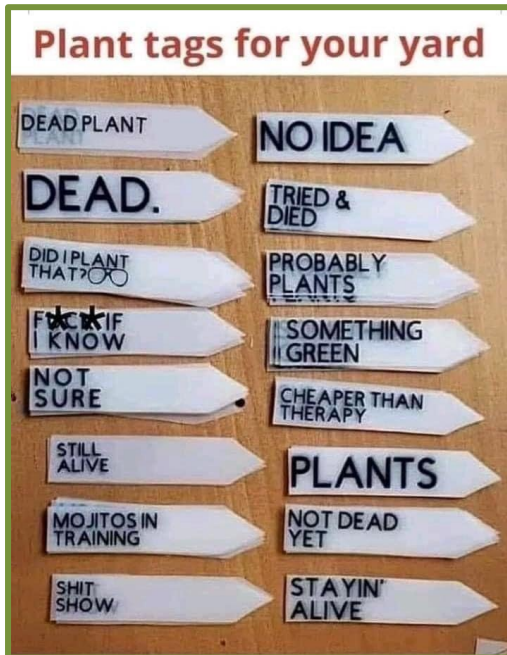 Plant tags for your yard
DEAD PLANT
DEAD.
DID I PLANT
THAT?
F*C* IF
I KNOW
NOT
SURE
STILL
ALIVE
MOJITOS IN
TRAINING
SHIT
SHOW
NO IDEA
TRIED &
DIED
PROBABLY
PLANTS
SOMETHING
GREEN
CHEAPER THAN
THERAPY
PLANTS
NOT DEAD
YET
STAYIN'
ALIVE